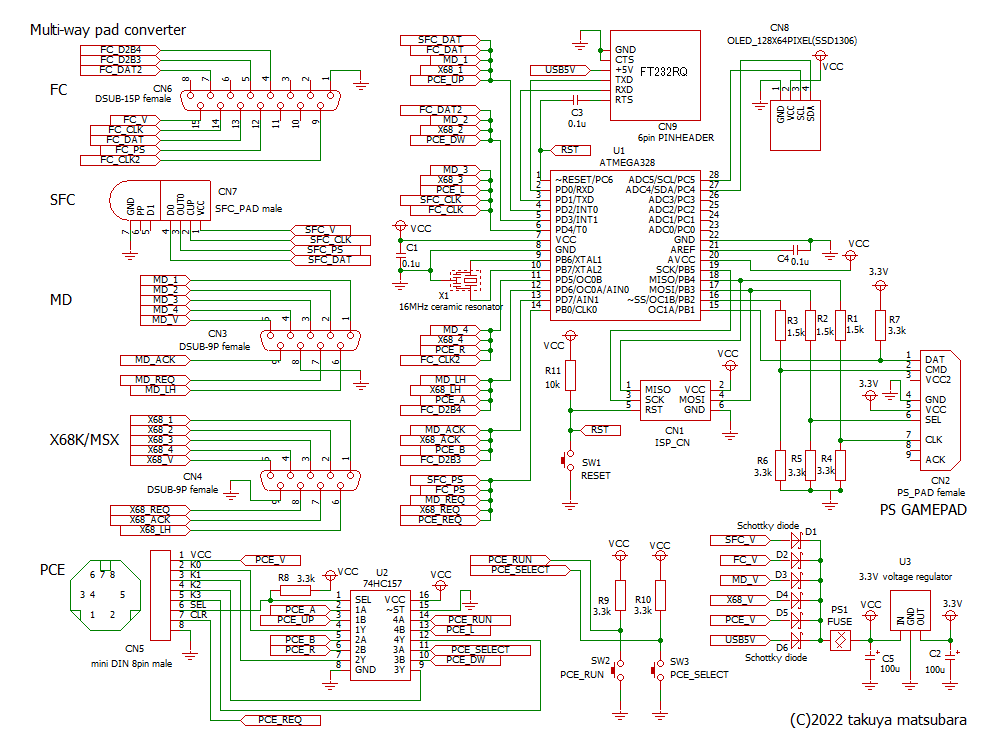 Multi-way pad converter
FC_D2B4
FC_D2B3
FC_DAT2
FC
CN6
DSUB-15P female
8 7 6 5 4 3 2 1
15 14 13 12 11 10 9
FC_V
FC_CLK
FC_DAT
FC_PS
FC_CLK2
SFC
GND PP D1 D0 OUT0 CUP VCC
7 6 5 4 3 2 1
CN7
SFC_PAD male
SFC_V
SFC_CLK
SFC_PS
SFC_DAT
MD
MD_1
MD_2
MD_3
MD_4
MD_V
5 4 3 2 1
CN3
DSUB-9P female
9 8 7 6
MD_ACK
MD_REQ
MD_LH
X68K/MSX
X68_1
X68_2
X68_3
X68_4
X68_V
5 4 3 2 1
CN4
DSUB-9P female
9 8 7 6
X68_REQ
X68_ACK
X68_LH
PCE
6 7 8
3 4 5
1 2
CN5
mini DIN 8pin male
1 VCC
2 K0
3 K1
4 K2
5 K3
6 SEL
7 CLR
8
PCE_V
PCE_REQ
R8 3.3k
VCC
PCE_A
PCE_UP
PCE_B
PCE_R
U2
74HC157
VCC
1 SEL VCC 16
2 1A ~ST 15
3 1B 4A 14
4 1Y 4B 13
5 2A 4Y 12
6 2B 3A 11
7 2Y 3B 10
8 GND 3Y 9
PCE_RUN
PCE_L
PCE_SELECT
PCE_DW
SFC_DAT
FC_DAT
MD_1
X68_1
PCE_UP
FC_DAT2
MD_2
X68_2
PCE_DW
MD_3
X68_3
PCE_L
SFC_CLK
FC_CLK
VCC
C1
0.1u
X1
16MHz ceramic resonator
MD_4
X68_4
PCE_R
FC_CLK2
MD_LH
X68_LH
PCE_A
FC_D2B4
MD_ACK
X68_ACK
PCE_B
FC_D2B3
SFC_PS
FC_PS
MD_REQ
X68_REQ
PCE_REQ
USB5V
GND
CTS
+5V
TXD
RXD
RTS
FT232RQ
C3
0.1u
CN9
6pin PINHEADER
RST
U1
ATMEGA328
1 ~RESET/PC6 ADC5/SCL/PC5 28
2 PD0/RXD ADC4/SDA/PC4 27
3 PD1/TXD ADC3/PC3 26
4 PD2/INT0 ADC2/PC2 25
5 PD3/INT1 ADC1/PC1 24
6 PD4/T0 ADC0/PC0 23
7 VCC GND 22
8 GND AREF 21
9 PB6/XTAL1 AVCC 20
10 PB7/XTAL2 SCK/PB5 19
11 PD5/OC0B MISO/PB4 18
12 PD6/OC0A/AIN0 MOSI/PB3 17
13 PD7/AIN1 ~SS/OC1B/PB2 16
14 PB0/CLK0 OC1A/PB1 15
CN8
OLED_128X64PIXEL(SSD1306)
VCC
1 2 3 4
GND VCC SCL SDA
C4 0.1u
VCC
3.3V
R3
1.5k
R2
1.5k
R1
1.5k
R7
3.3k
VCC
R11
10k
RST
SW1
RESET
VCC
1 MISO VCC 2
3 SCK MOSI 4
5 RST GND 6
CN1
ISP_CN
R6
3.3k
R5
3.3k
R4
3.3k
3.3V
1 DAT
2 CMD
3 VCC2
4 GND
5 VCC
6 SEL
7 CLK
8
9 ACK
CN2
PS_PAD female
PS GAMEPAD
PCE_RUN
PCE_SELECT
VCC VCC
R9
3.3k
R10
3.3k
SW2
PCE_RUN
SW3
PCE_SELECT
Schottky diode
SFC_V D1
FC_V D2
MD_V D3
X68_V D4
PCE_V D5
USB5V D6
Schottky diode
PS1
FUSE
VCC
C5
100u
U3
3.3V voltage regulator
IN GND OUT
3.3V
C2
100u
(C)2022 takuya matsubara